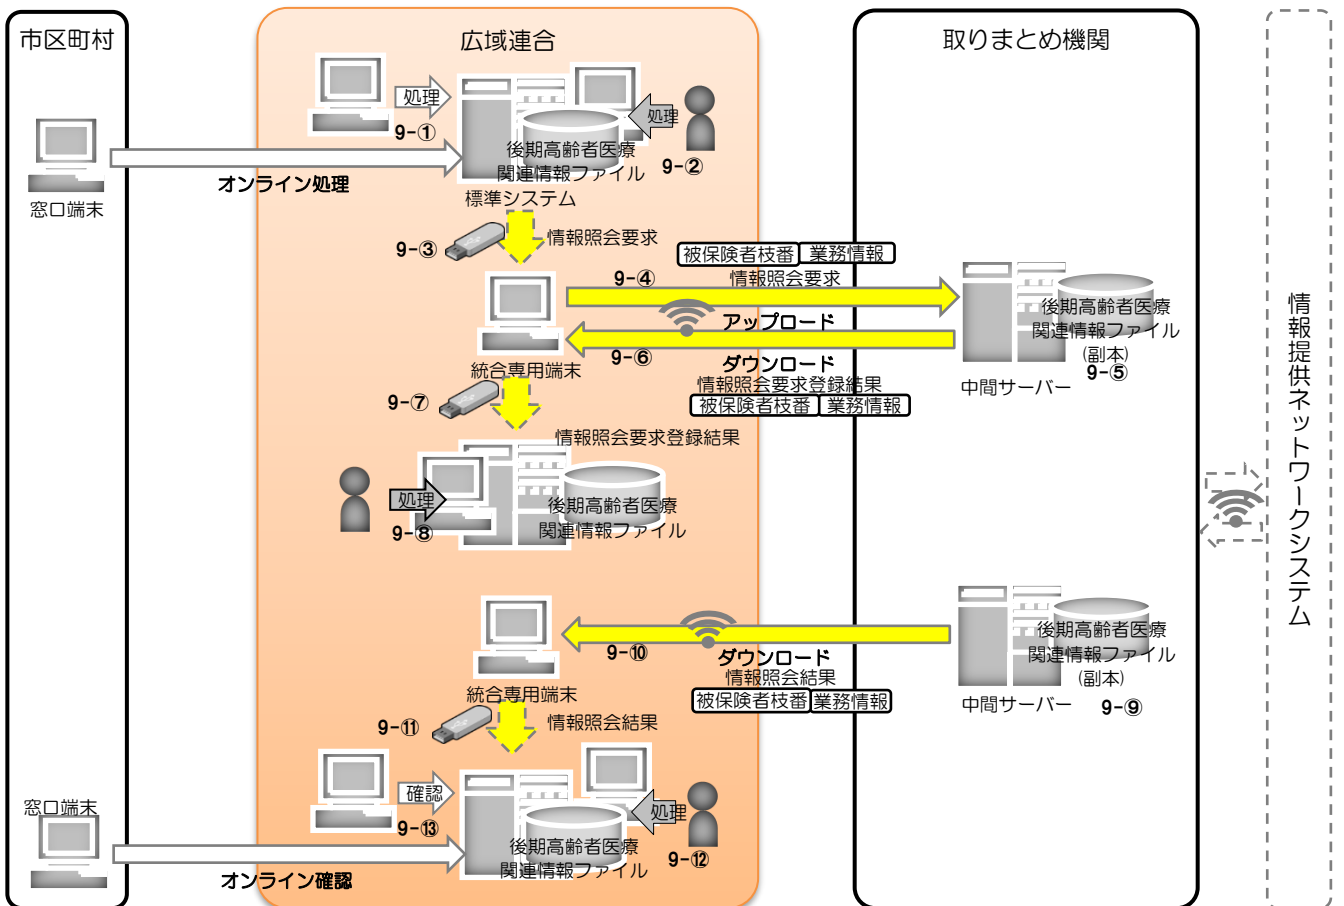 市区町村
広域連合
取りまとめ機関
処理
9-①
処理
9-②
後期高齢者医療
関連情報ファイル
標準システム
窓口端末
オンライン処理
9-③
情報照会要求
被保険者枝番
業務情報
9-④
情報照会要求
アップロード
後期高齢者医療
関連情報ファイル
(副本)
9-⑤
中間サーバー
9-⑥
ダウンロード
情報照会要求登録結果
被保険者枝番
業務情報
統合専用端末
9-⑦
情報照会要求登録結果
処理
9-⑧
後期高齢者医療
関連情報ファイル
情報提供ネットワークシステム
後期高齢者医療
関連情報ファイル
(副本)
中間サーバー
9-⑨
9-⑩
ダウンロード
情報照会結果
被保険者枝番
業務情報
統合専用端末
9-⑪
情報照会結果
確認
9-⑬
処理
9-⑫
後期高齢者医療
関連情報ファイル
窓口端末
オンライン確認